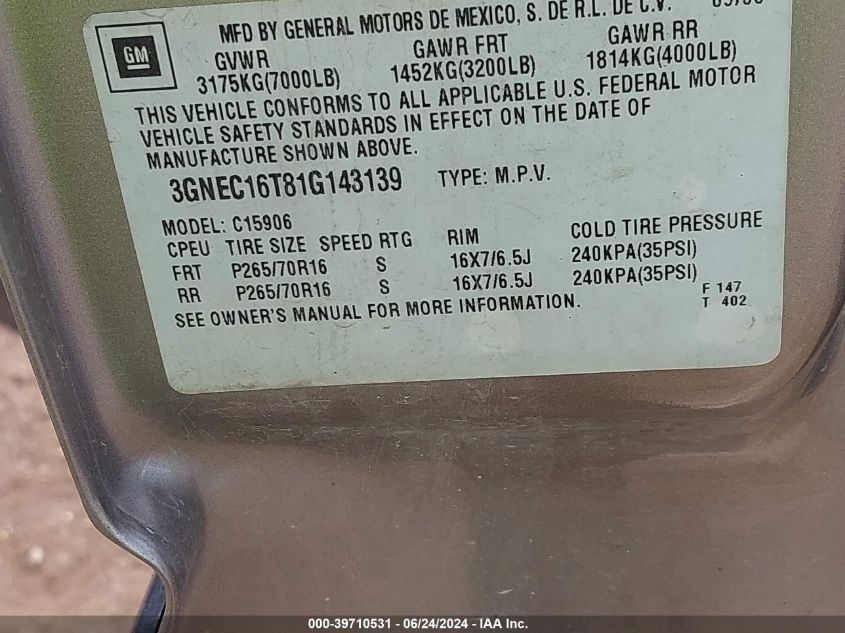 GM
MFD BY GENERAL MOTORS DE MEXICO, S. DE R.L. DE C.V.
GVWR GAWR FRT GAWR RR
3175KG(7000LB) 1452KG(3200LB) 1814KG(4000LB)
THIS VEHICLE CONFORMS TO ALL APPLICABLE U.S. FEDERAL MOTOR
VEHICLE SAFETY STANDARDS IN EFFECT ON THE DATE OF
MANUFACTURE SHOWN ABOVE.
3GNEC16T81G143139 TYPE: M.P.V.
MODEL: C15906
CPEU TIRE SIZE SPEED RTG RIM COLD TIRE PRESSURE
FRT P265/70R16 S 16X7/6.5J 240KPA(35PSI)
RR P265/70R16 S 16X7/6.5J 240KPA(35PSI)
SEE OWNER'S MANUAL FOR MORE INFORMATION.
F 147
T 402
000-39710531 - 06/24/2024 - IAA Inc.